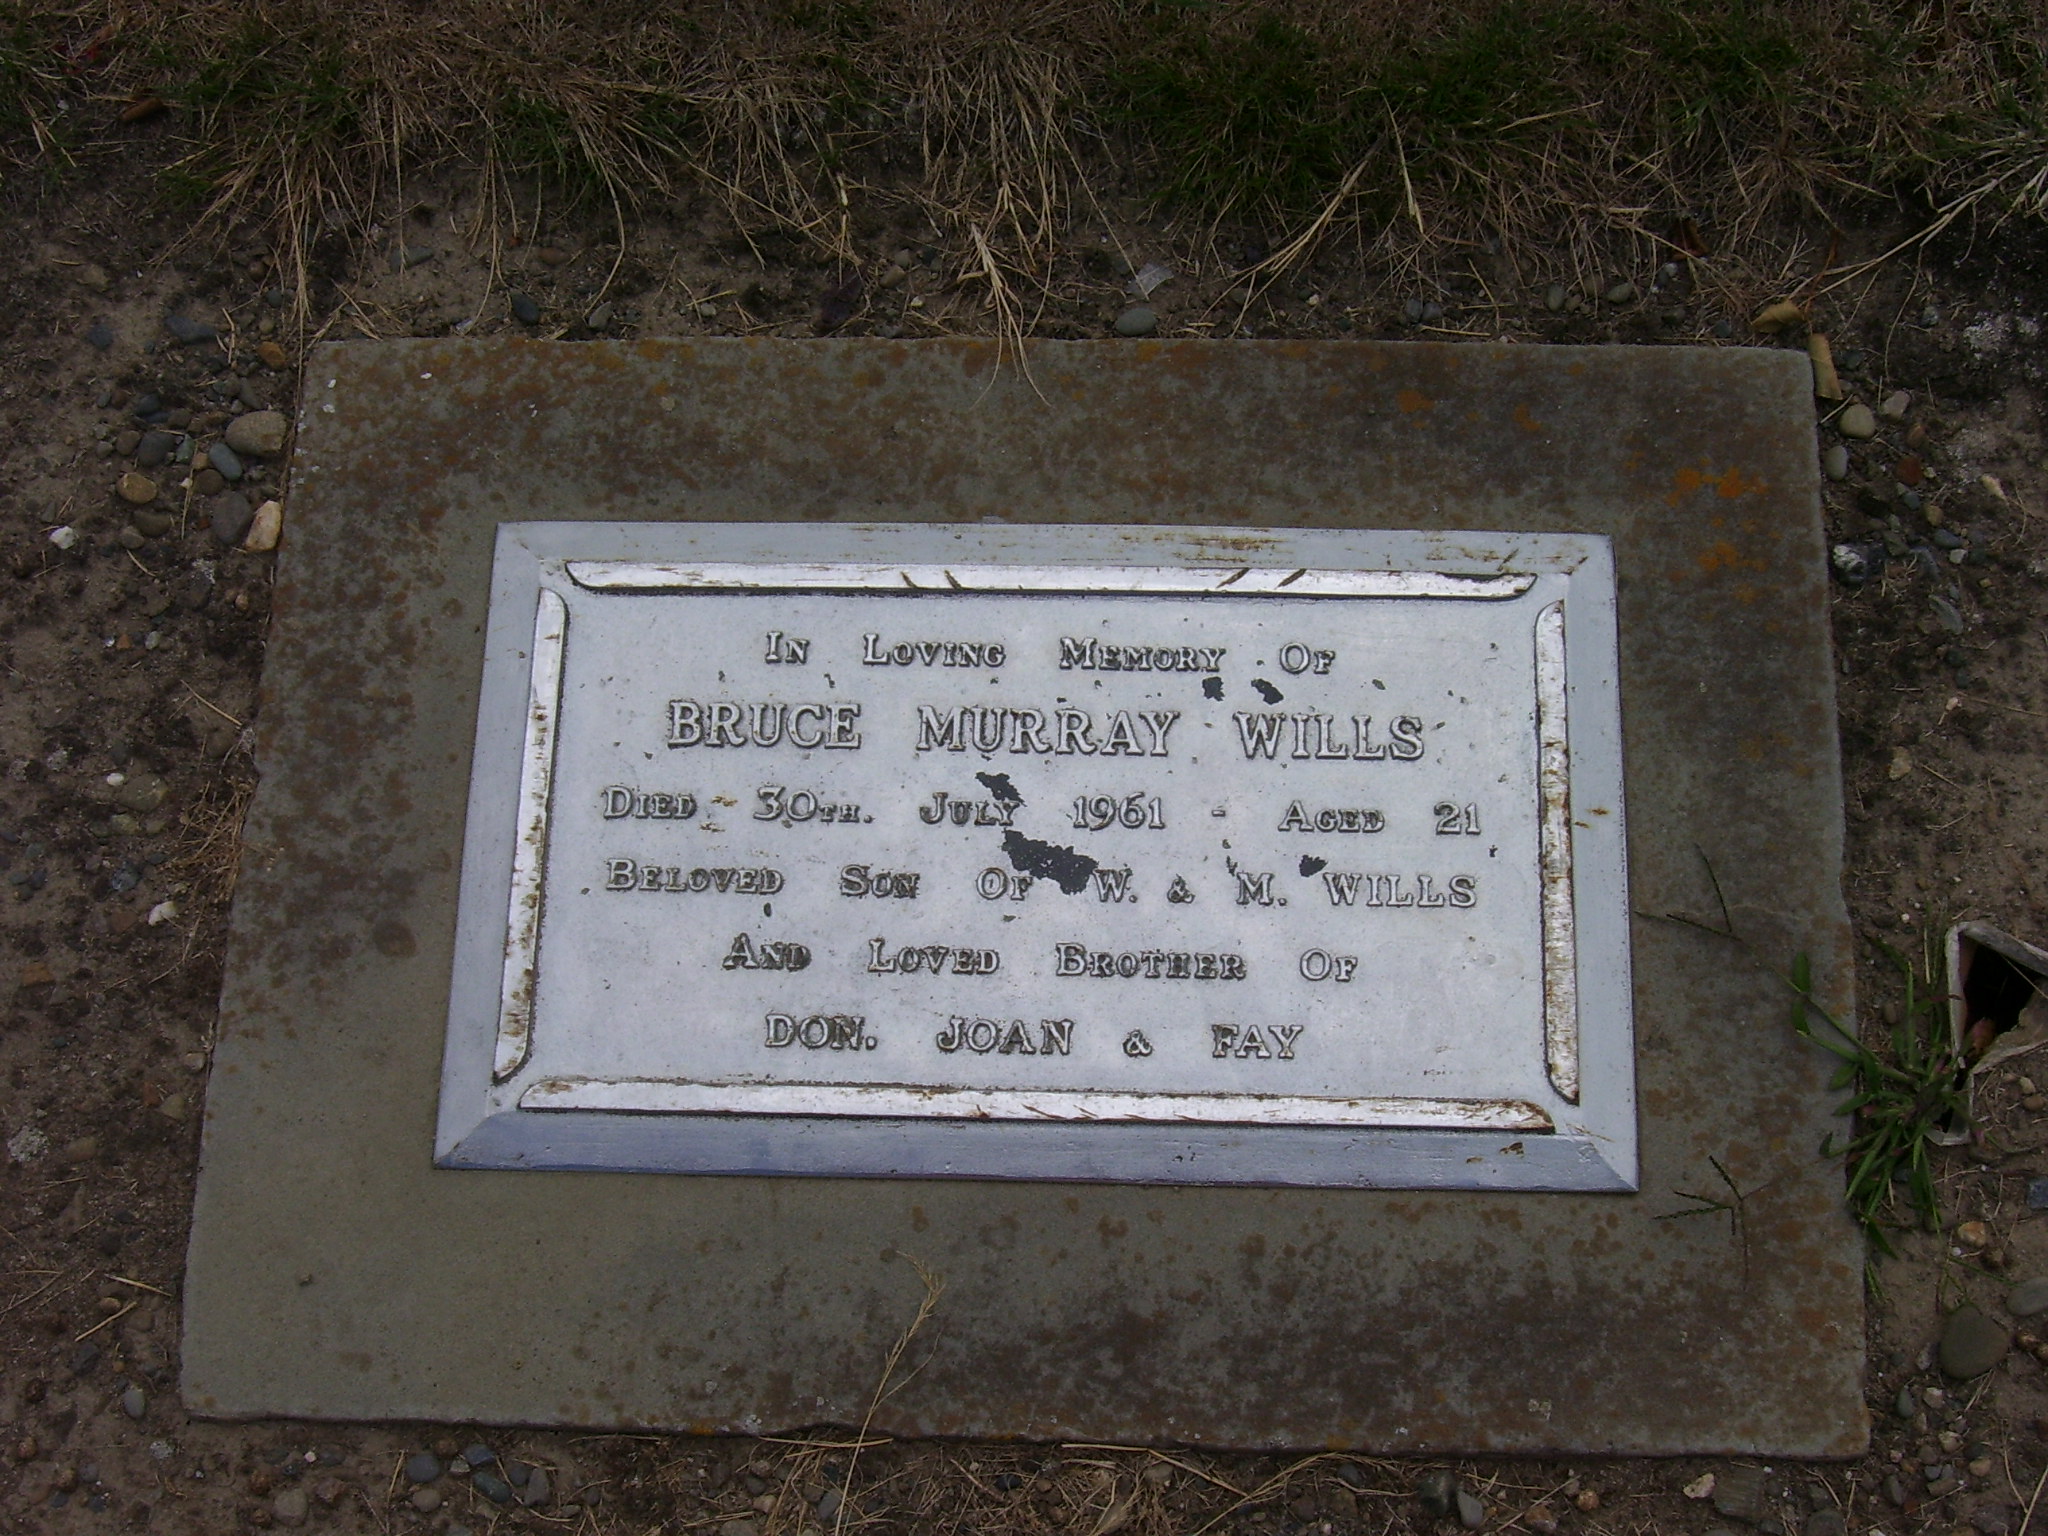 In Loving Memory Of
BRUCE MURRAY WILLS
Died 30th. July 1961 - Aged 21
Beloved Son Of W. & M. WILLS
And Loved Brother Of
DON. JOAN & FAY